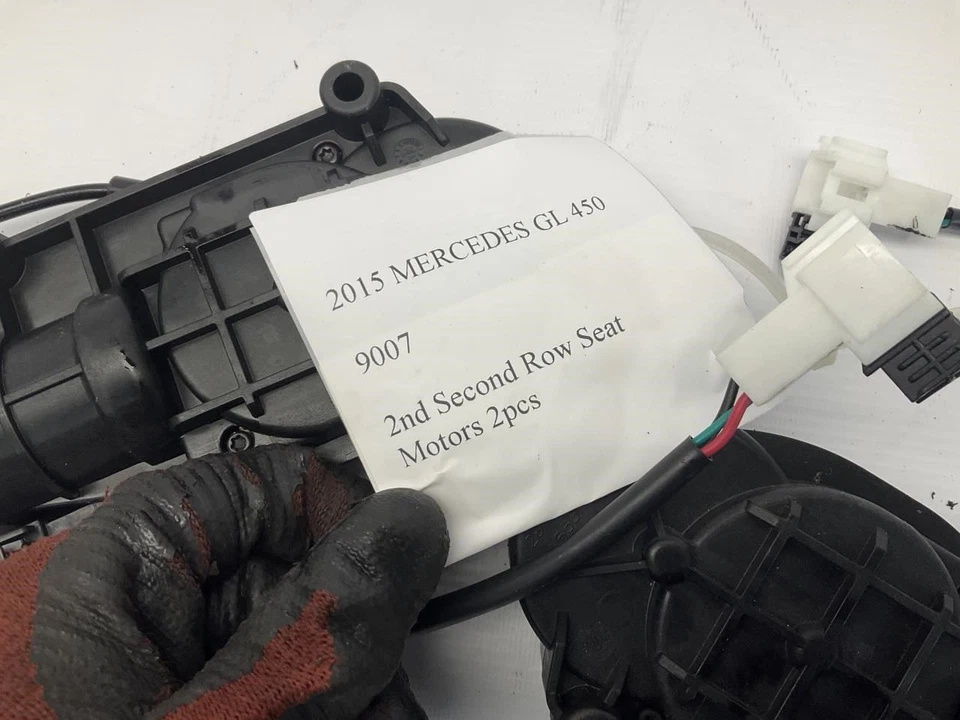 2015 MERCEDES GL 450
9007
2nd Second Row Seat
Motors 2pcs